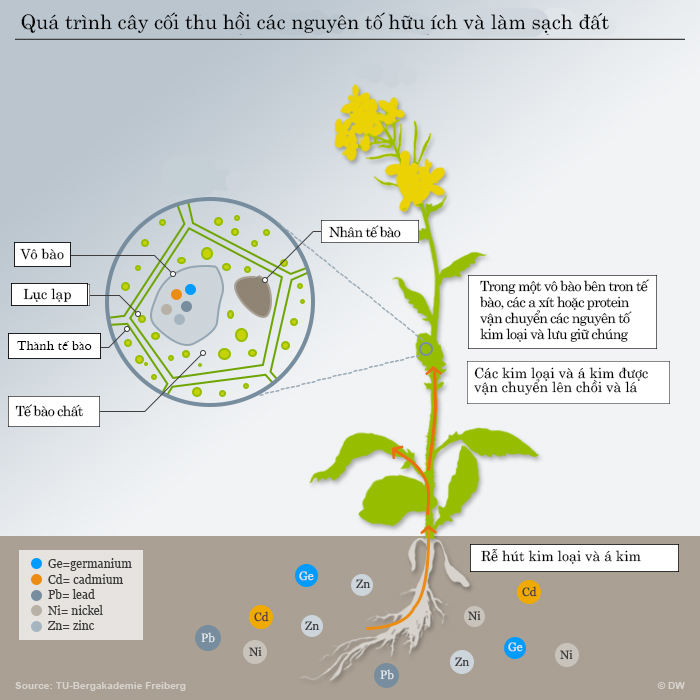 Quá trình cây cối thu hồi các nguyên tố hữu ích và làm sạch đất
Nhân tế bào
Vô bào
Lục lạp
Thành tế bào
Tế bào chất
Trong một vô bào bên tron tế
bào, các a xít hoặc protein
vận chuyển các nguyên tố
kim loại và lưu giữ chúng
Các kim loại và á kim được
vận chuyển lên chồi và lá
Rễ hút kim loại và á kim
Ge=germanium
Cd= cadmium
Pb= lead
Ni= nickel
Zn= zinc
Ge
Zn
Cd
Cd
Zn
Ni
Pb
Ni
Ge
Zn
Ni
Pb
Source: TU-Bergakademie Freiberg
© DW